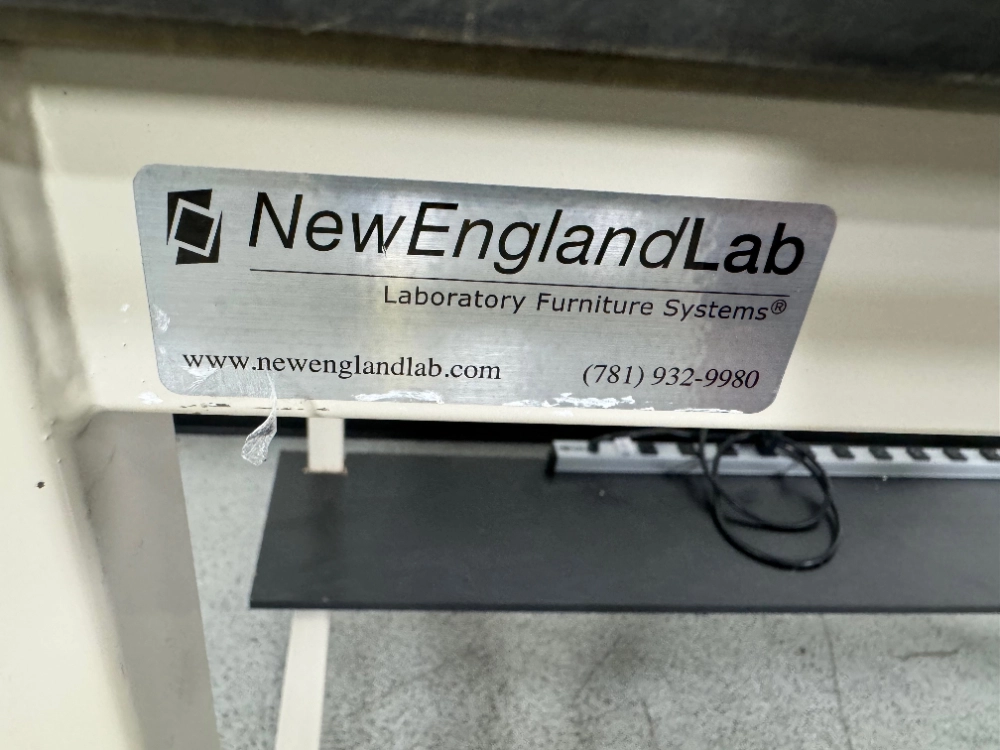 NewEnglandLab
Laboratory Furniture Systems®
www.newenglandlab.com (781) 932-9980